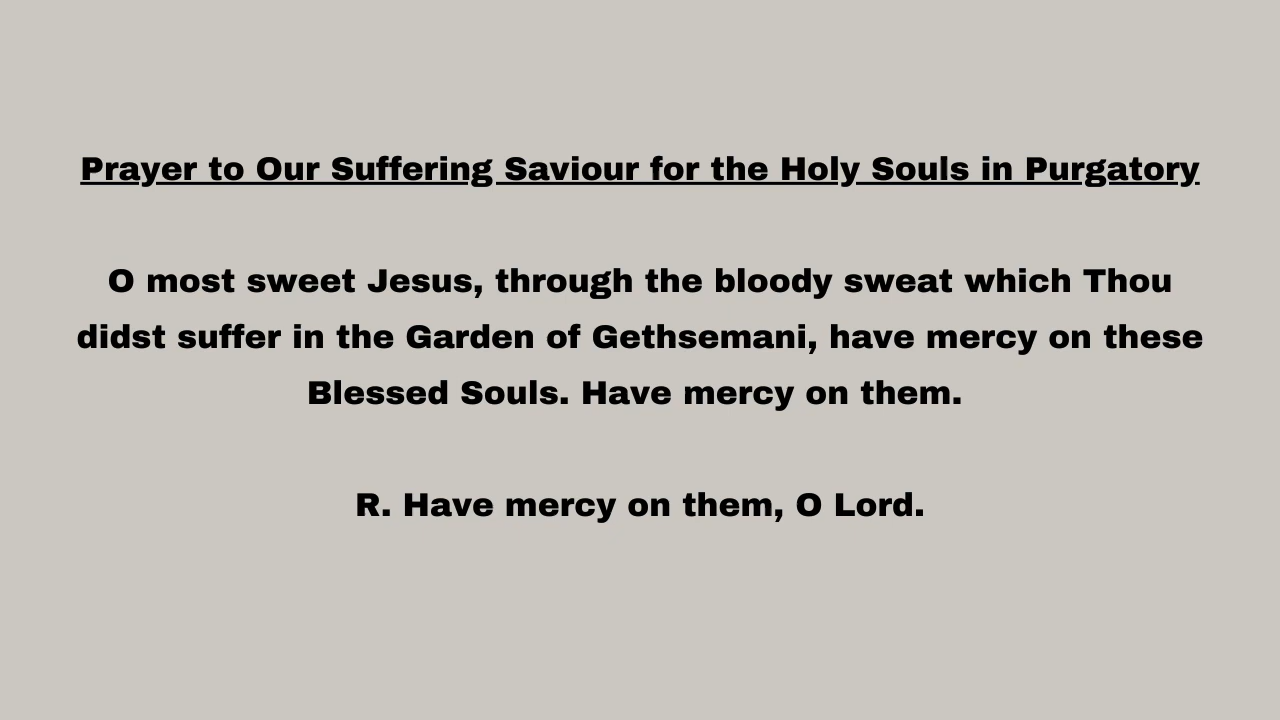 Prayer to Our Suffering Saviour for the Holy Souls in Purgatory
O most sweet Jesus, through the bloody sweat which Thou
didst suffer in the Garden of Gethsemani, have mercy on these
Blessed Souls. Have mercy on them.
R. Have mercy on them, O Lord.